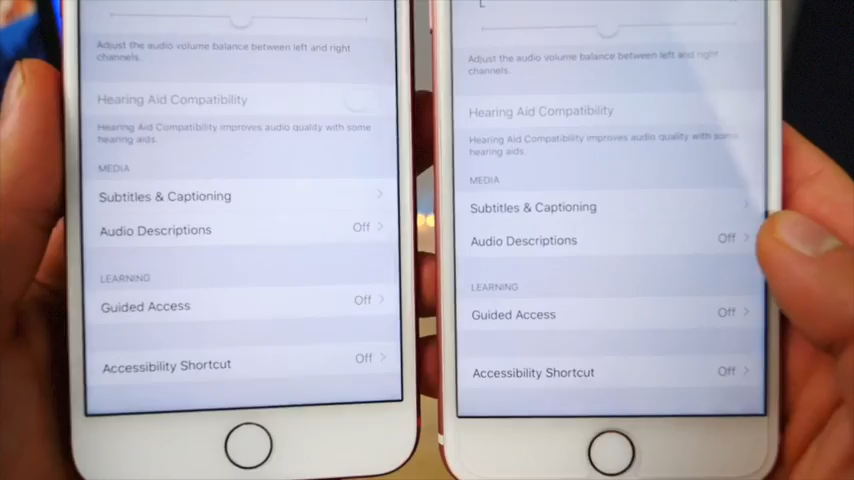 Adjust the audio volume balance between left and right
channels.
Hearing Aid Compatibility
Hearing Aid Compatibility improves audio quality with some
hearing aids.
MEDIA
Subtitles & Captioning
Audio Descriptions Off
LEARNING
Guided Access Off
Accessibility Shortcut Off
L
Adjust the audio volume balance between left and right
channels.
Hearing Aid Compatibility
Hearing Aid Compatibility improves audio quality with some
hearing aids.
MEDIA
Subtitles & Captioning
Audio Descriptions Off
LEARNING
Guided Access Off
Accessibility Shortcut Off